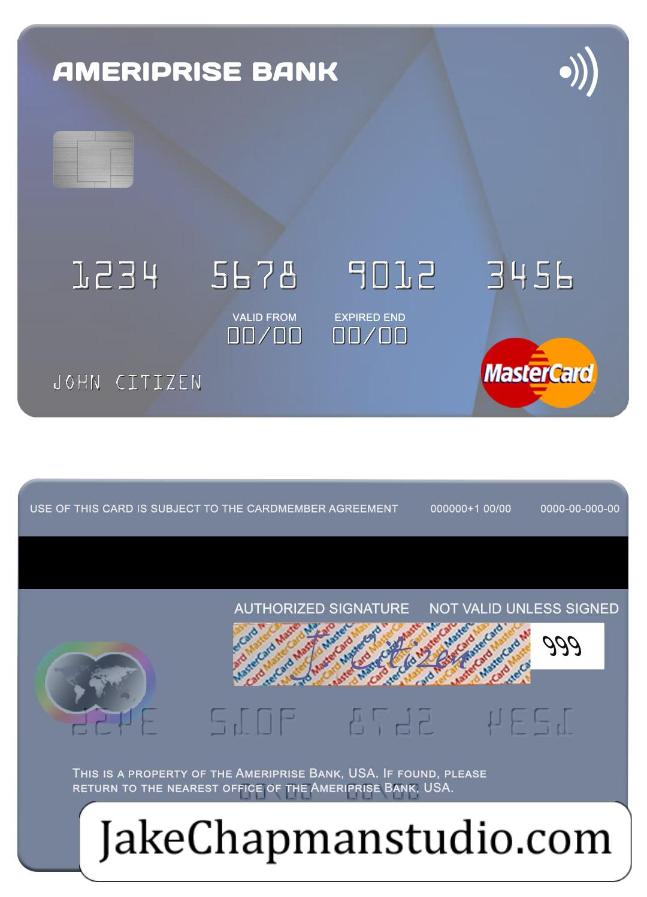 AMERIPRISE BANK
1234 5678 9012 3456
VALID FROM EXPIRED END
00/00 00/00
JOHN CITIZEN
MasterCard
USE OF THIS CARD IS SUBJECT TO THE CARDMEMBER AGREEMENT 000000+1 00/00 0000-00-000-00
AUTHORIZED SIGNATURE NOT VALID UNLESS SIGNED
MasterCard
J Citizen
999
THIS IS A PROPERTY OF THE AMERIPRISE BANK, USA. IF FOUND, PLEASE
RETURN TO THE NEAREST OFFICE OF THE AMERIPRISE BANK, USA.
JakeChapmanstudio.com